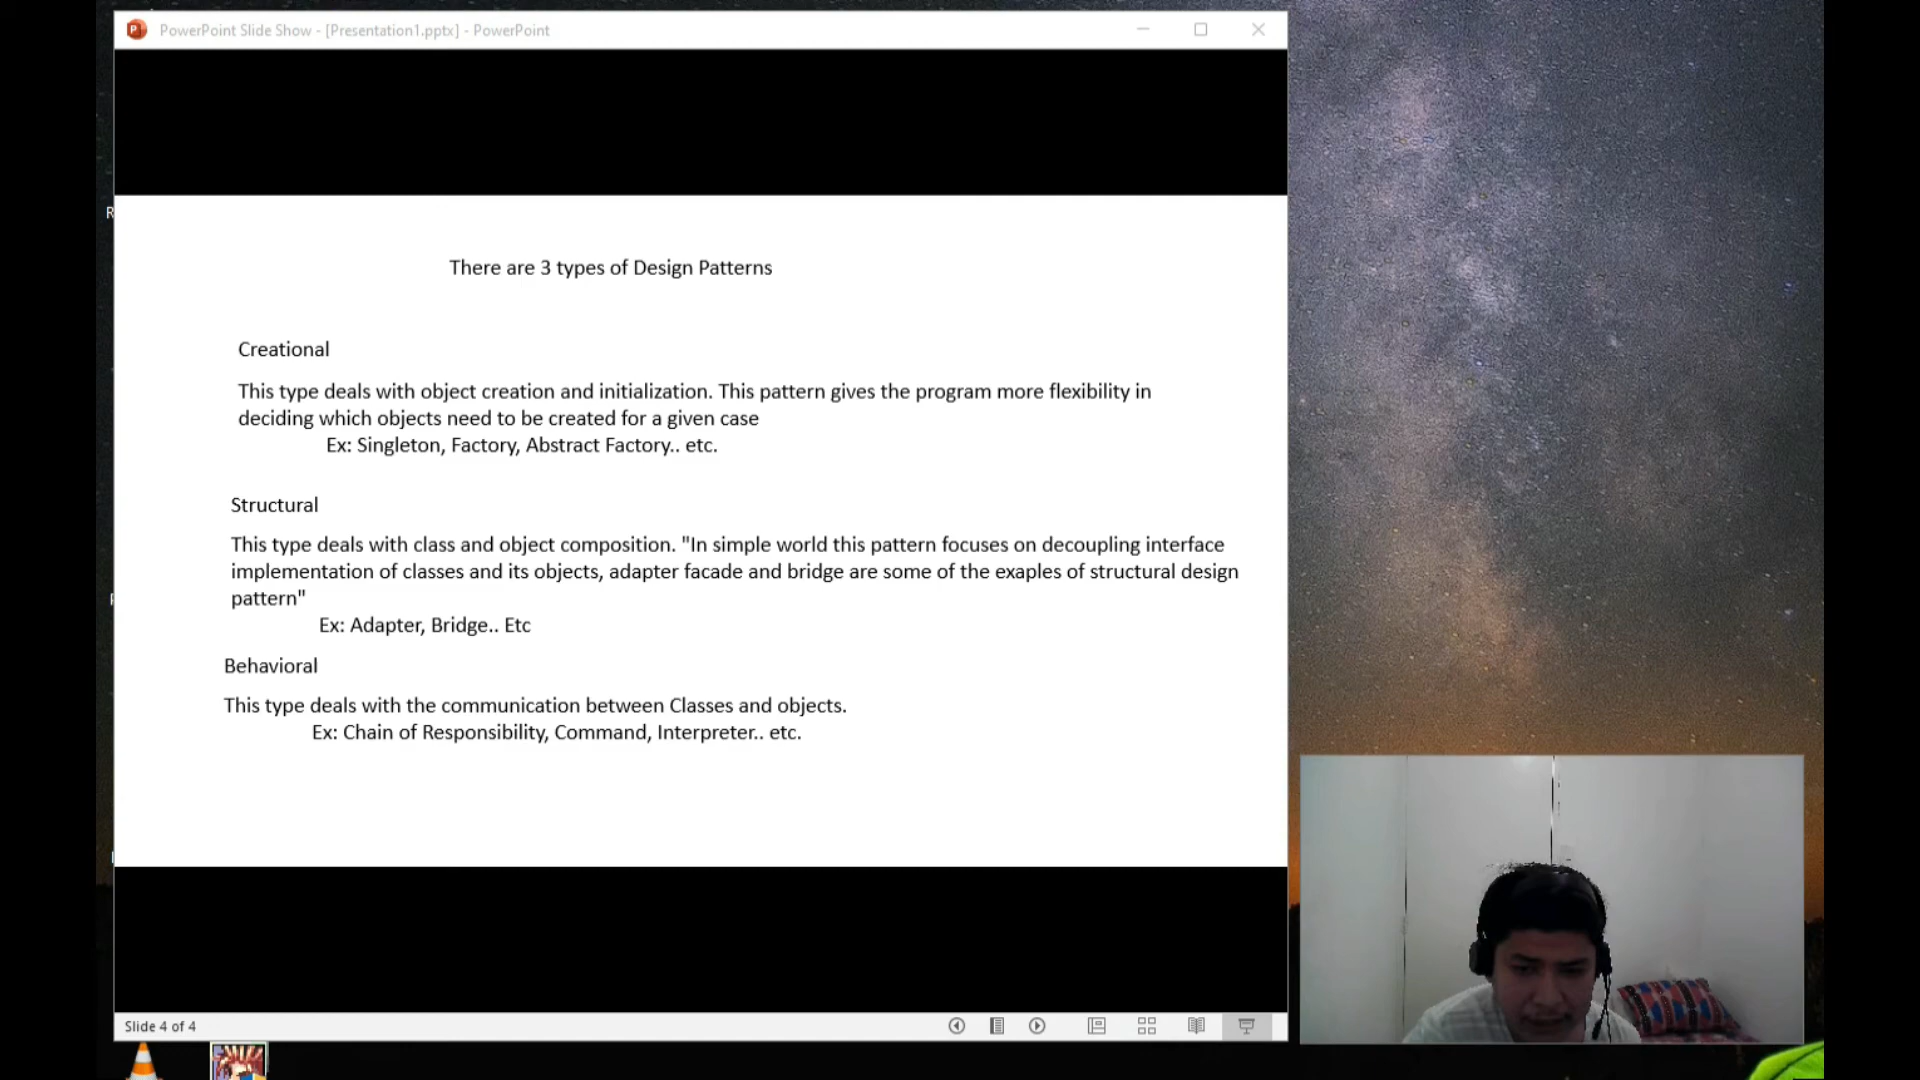 PowerPoint Slide Show - [Presentation1.pptx] - PowerPoint
R
There are 3 types of Design Patterns
Creational
This type deals with object creation and initialization. This pattern gives the program more flexibility in
deciding which objects need to be created for a given case
Ex: Singleton, Factory, Abstract Factory.. etc.
Structural
This type deals with class and object composition. "In simple world this pattern focuses on decoupling interface
implementation of classes and its objects, adapter facade and bridge are some of the exaples of structural design
pattern"
Ex: Adapter, Bridge.. Etc
Behavioral
This type deals with the communication between Classes and objects.
Ex: Chain of Responsibility, Command, Interpreter.. etc.
Slide 4 of 4